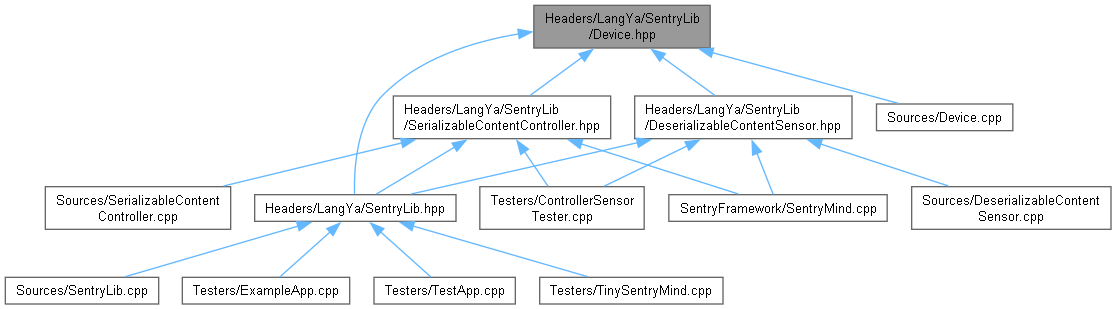 Headers/LangYa/SentryLib
/Device.hpp
Headers/LangYa/SentryLib
/SerializableContentController.hpp
Headers/LangYa/SentryLib
/DeserializableContentSensor.hpp
Sources/Device.cpp
Sources/SerializableContent
Controller.cpp
Headers/LangYa/SentryLib.hpp
Testers/ControllerSensor
Tester.cpp
SentryFramework/SentryMind.cpp
Sources/DeserializableContent
Sensor.cpp
Sources/SentryLib.cpp
Testers/ExampleApp.cpp
Testers/TestApp.cpp
Testers/TinySentryMind.cpp